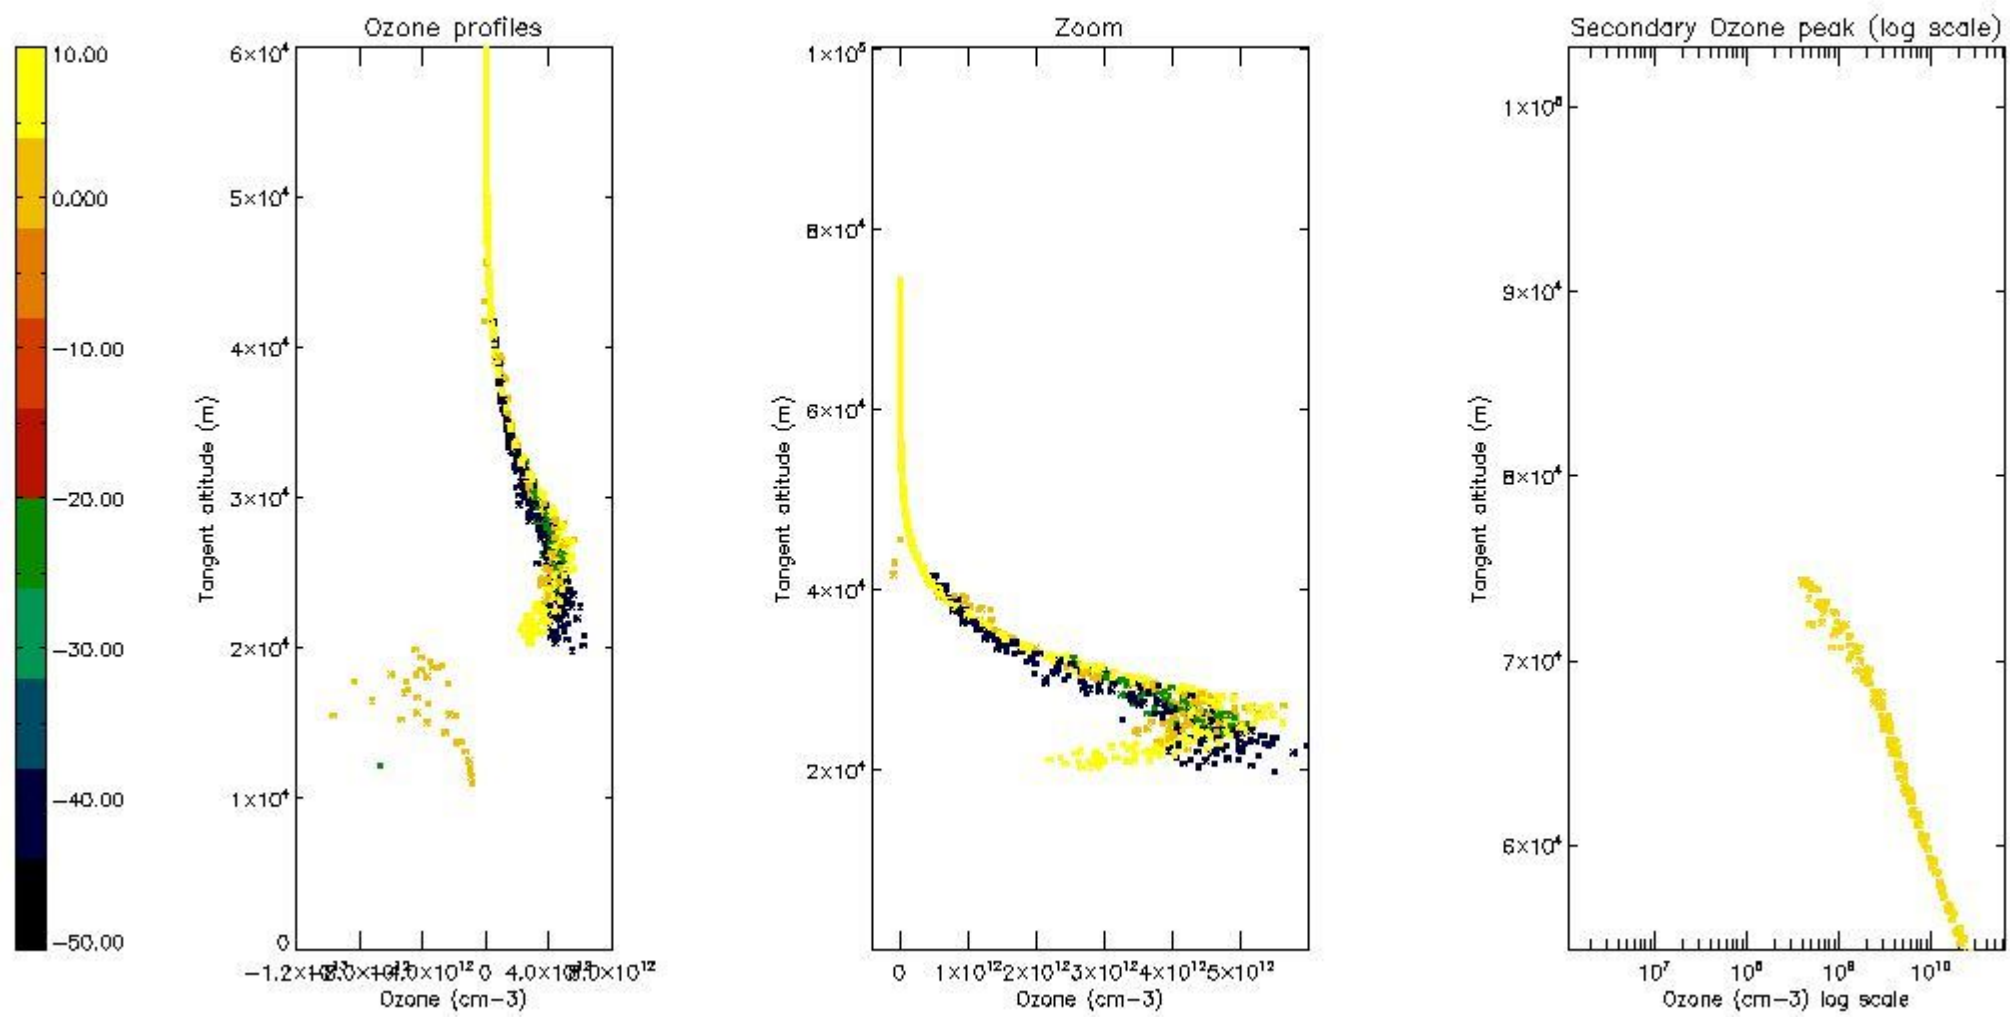 Ozone profiles
Zoom
Secondary Ozone peak (log scale)
10.00
0.000
−10.00
−20.00
−30.00
−40.00
−50.00
6×10⁴
5×10⁴
4×10⁴
3×10⁴
2×10⁴
1×10⁴
0
Tangent altitude (m)
0
Ozone (cm−3)
1×10⁵
8×10⁴
6×10⁴
4×10⁴
2×10⁴
Tangent altitude (m)
0 1×10¹² 2×10¹² 3×10¹² 4×10¹² 5×10¹²
Ozone (cm−3)
1×10⁵
9×10⁴
8×10⁴
7×10⁴
6×10⁴
Tangent altitude (m)
10⁷ 10⁸ 10⁹ 10¹⁰
Ozone (cm−3) log scale